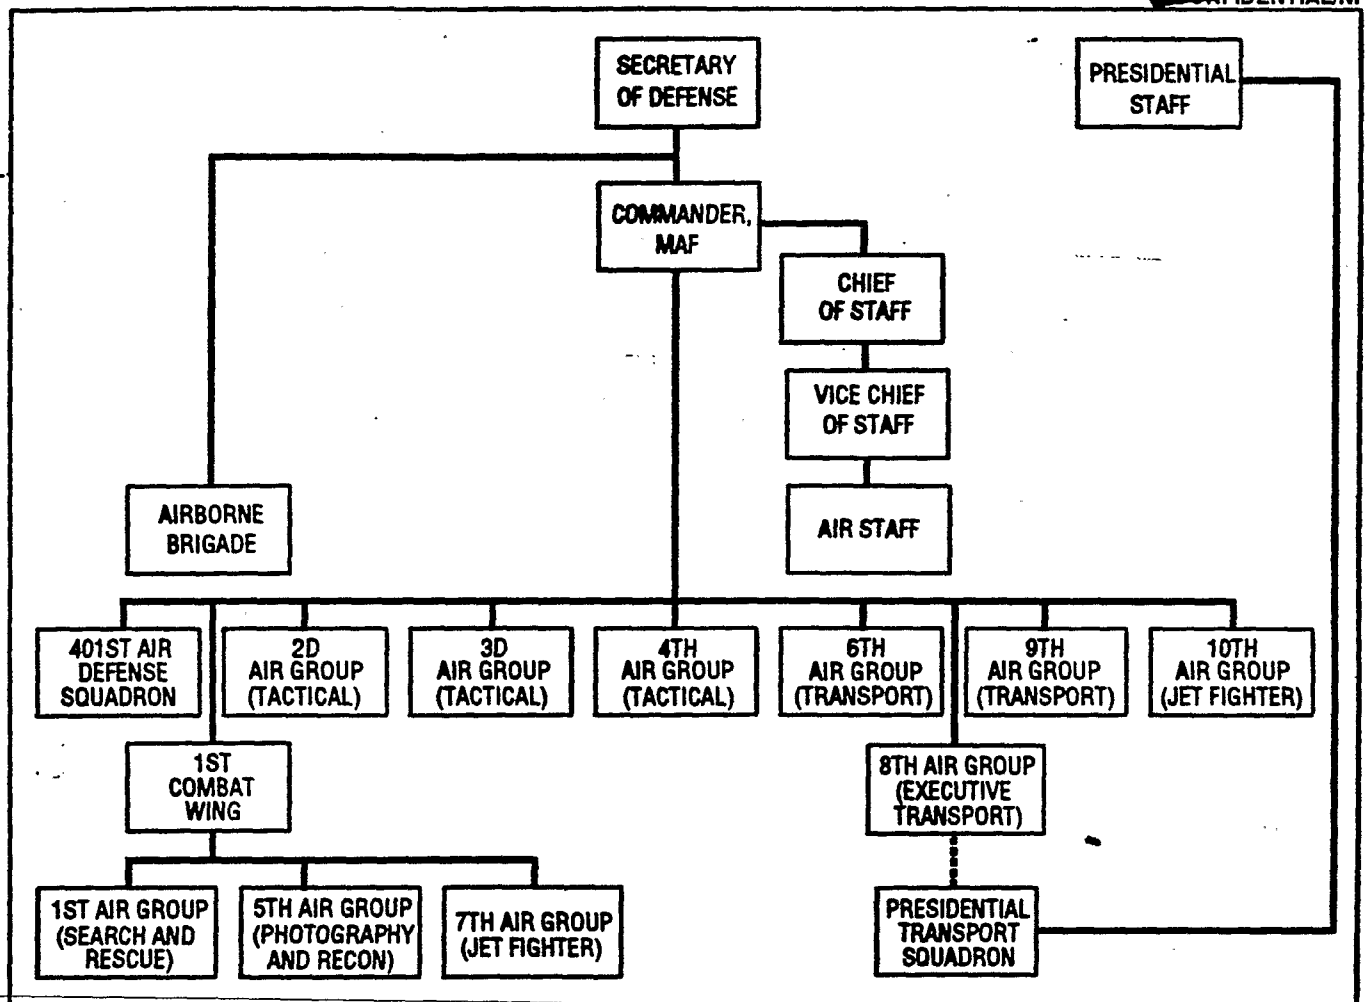 SECRETARY
OF DEFENSE
PRESIDENTIAL
STAFF
COMMANDER,
MAF
CHIEF
OF STAFF
VICE CHIEF
OF STAFF
AIRBORNE
BRIGADE
AIR STAFF
401ST AIR
DEFENSE
SQUADRON
2D
AIR GROUP
(TACTICAL)
3D
AIR GROUP
(TACTICAL)
4TH
AIR GROUP
(TACTICAL)
6TH
AIR GROUP
(TRANSPORT)
9TH
AIR GROUP
(TRANSPORT)
10TH
AIR GROUP
(JET FIGHTER)
1ST
COMBAT
WING
8TH AIR GROUP
(EXECUTIVE
TRANSPORT)
1ST AIR GROUP
(SEARCH AND
RESCUE)
5TH AIR GROUP
(PHOTOGRAPHY
AND RECON)
7TH AIR GROUP
(JET FIGHTER)
PRESIDENTIAL
TRANSPORT
SQUADRON